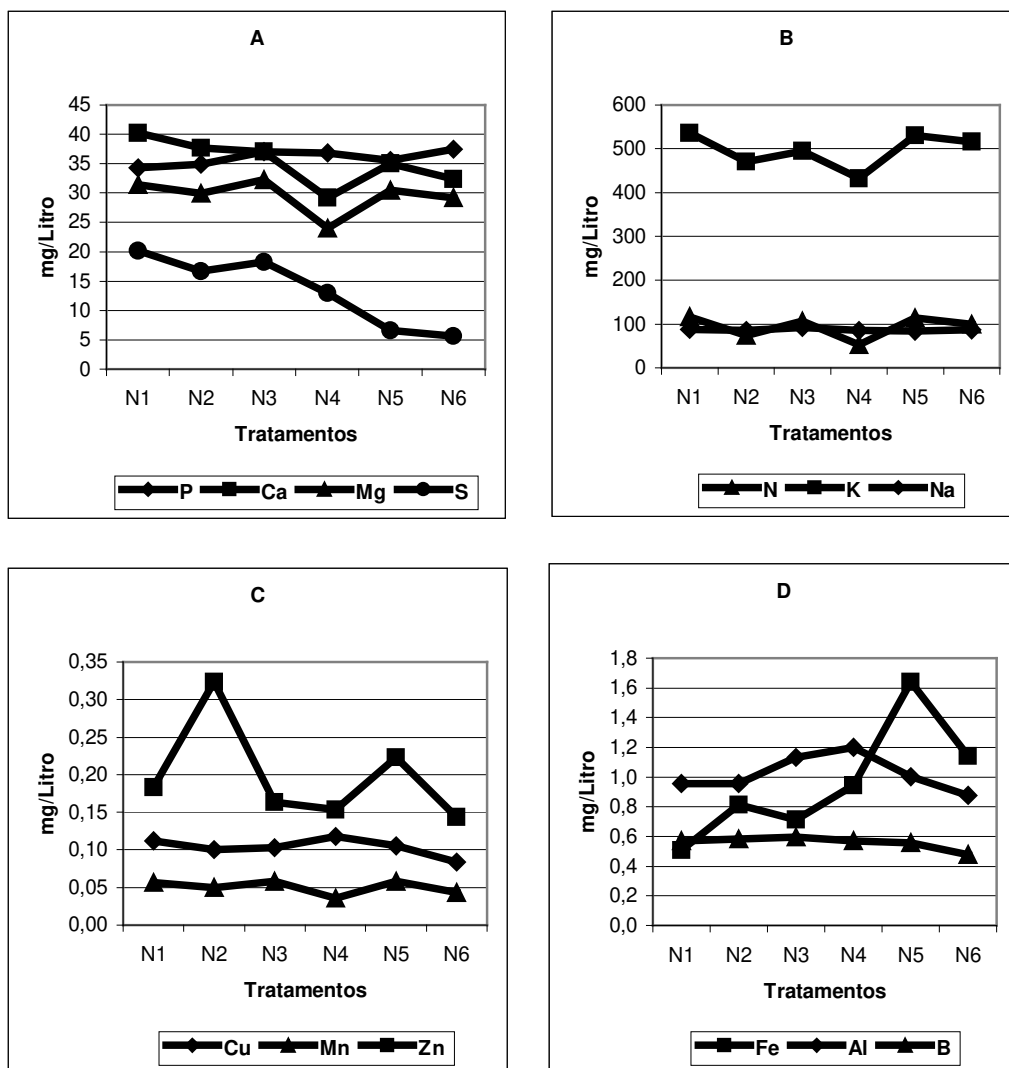 A
mg/Litro
45
40
35
30
25
20
15
10
5
0
N1 N2 N3 N4 N5 N6
Tratamentos
P Ca Mg S
B
mg/Litro
600
500
400
300
200
100
0
N1 N2 N3 N4 N5 N6
Tratamentos
N K Na
C
mg/Litro
0,35
0,30
0,25
0,20
0,15
0,10
0,05
0,00
N1 N2 N3 N4 N5 N6
Tratamentos
Cu Mn Zn
D
mg/Litro
1,8
1,6
1,4
1,2
1,0
0,8
0,6
0,4
0,2
0,0
N1 N2 N3 N4 N5 N6
Tratamentos
Fe Al B